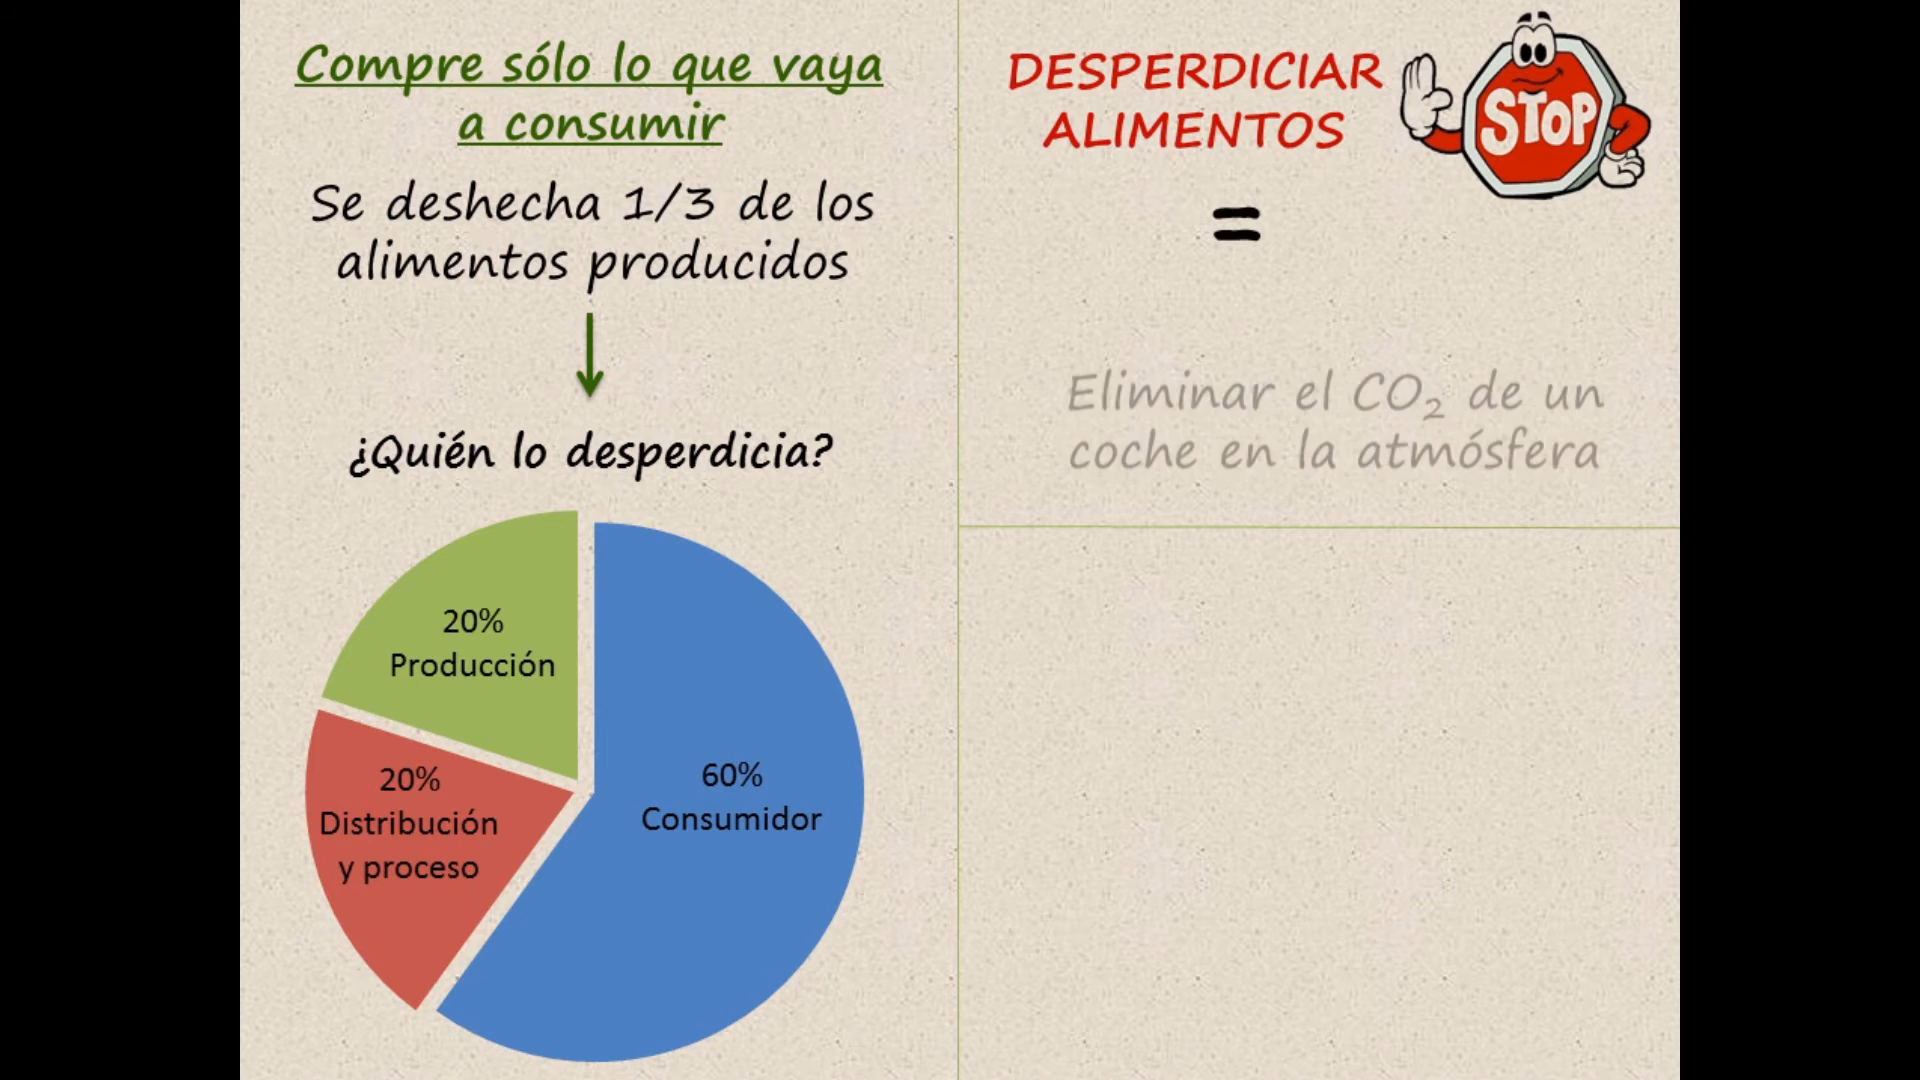 Compre sólo lo que vaya
a consumir
Se deshecha 1/3 de los
alimentos producidos
¿Quién lo desperdicia?
20%
Producción
20%
Distribución
y proceso
60%
Consumidor
DESPERDICIAR
ALIMENTOS
STOP
=
Eliminar el CO₂ de un
coche en la atmósfera